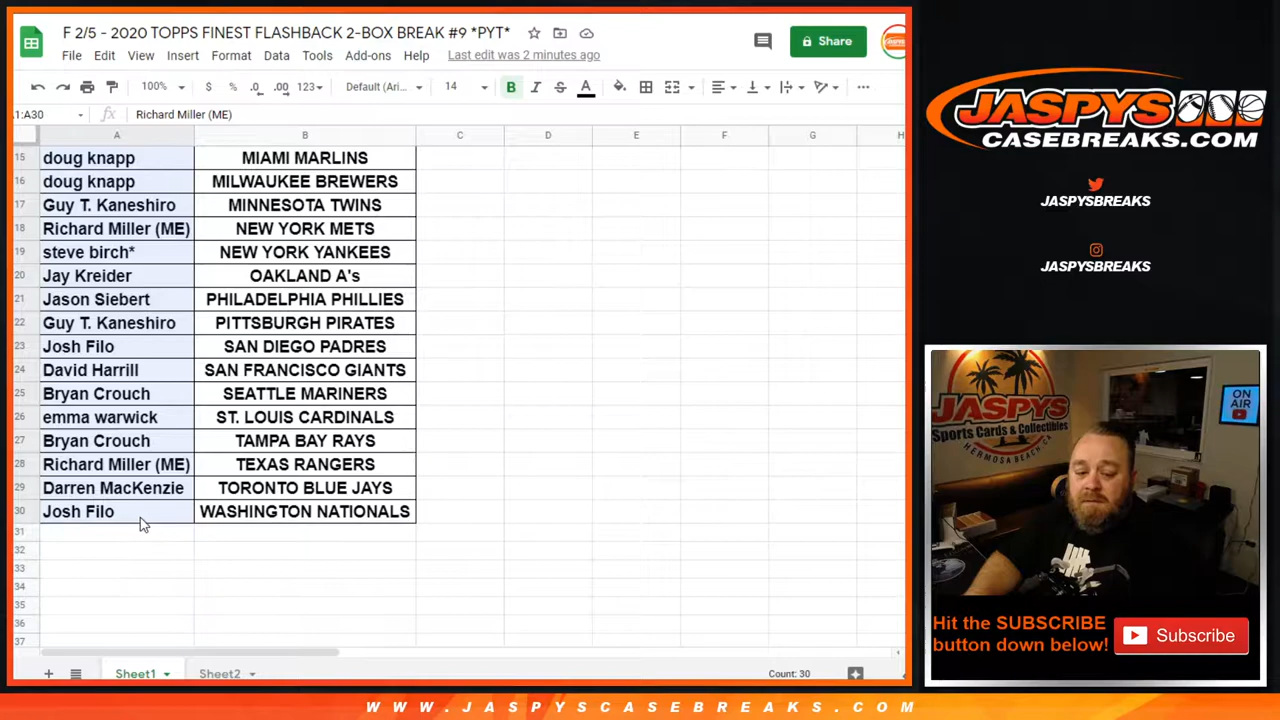 F 2/5 - 2020 TOPPS FINEST FLASHBACK 2-BOX BREAK #9 *PYT*
File Edit View Insert Format Data Tools Add-ons Help Last edit was 2 minutes ago
Share
100% $ % .0 .00 123 Default (Ari... 14 B I S A
1:A30 fx Richard Miller (ME)
A B C D E F G H
15 doug knapp MIAMI MARLINS
16 doug knapp MILWAUKEE BREWERS
17 Guy T. Kaneshiro MINNESOTA TWINS
18 Richard Miller (ME) NEW YORK METS
19 steve birch* NEW YORK YANKEES
20 Jay Kreider OAKLAND A's
21 Jason Siebert PHILADELPHIA PHILLIES
22 Guy T. Kaneshiro PITTSBURGH PIRATES
23 Josh Filo SAN DIEGO PADRES
24 David Harrill SAN FRANCISCO GIANTS
25 Bryan Crouch SEATTLE MARINERS
26 emma warwick ST. LOUIS CARDINALS
27 Bryan Crouch TAMPA BAY RAYS
28 Richard Miller (ME) TEXAS RANGERS
29 Darren MacKenzie TORONTO BLUE JAYS
30 Josh Filo WASHINGTON NATIONALS
31
32
33
34
35
36
37
Sheet1 Sheet2 Count: 30
JASPYS
CASEBREAKS.COM
JASPYSBREAKS
JASPYSBREAKS
JASPYS
Sports Cards & Collectibles
HERMOSA BEACH, CA
ON
AIR
Hit the SUBSCRIBE
button down below!
Subscribe
WWW.JASPYSCASEBREAKS.COM